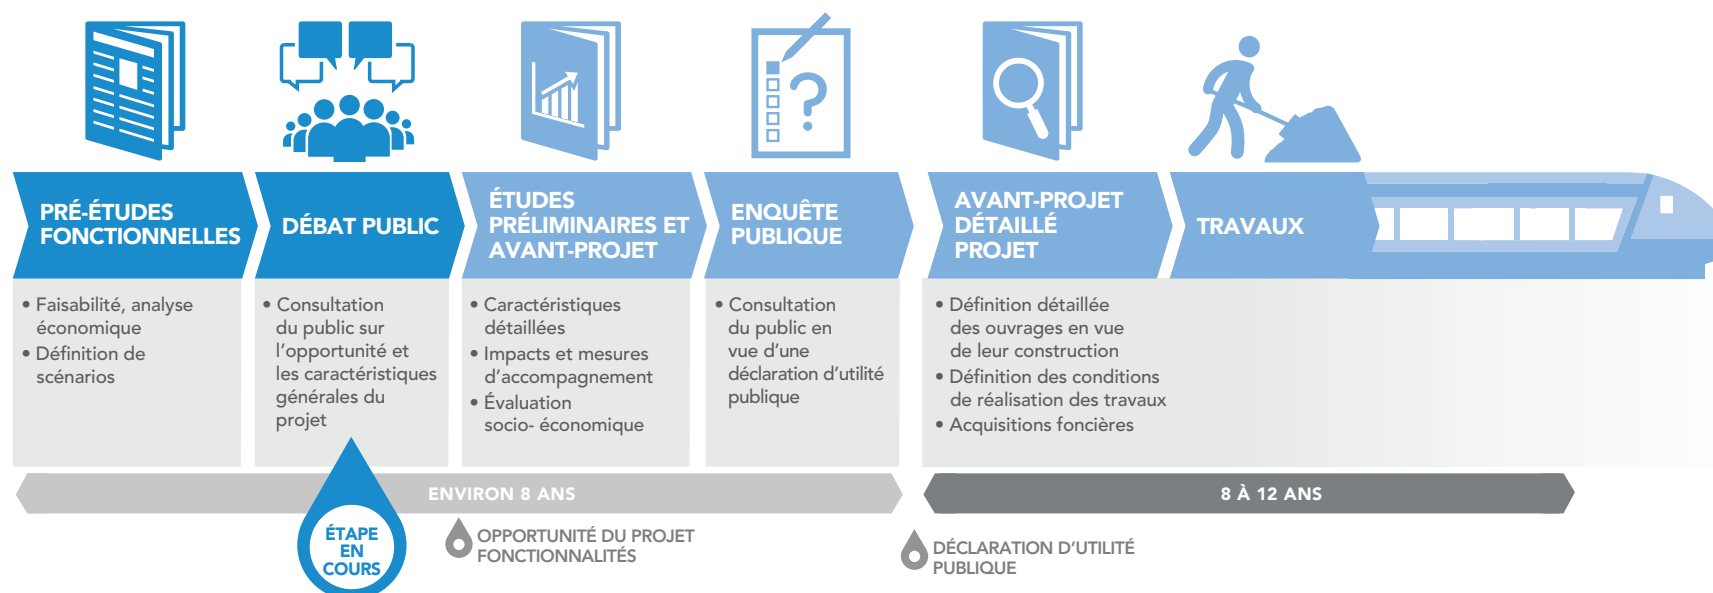 PRÉ-ÉTUDES
FONCTIONNELLES
DÉBAT PUBLIC
ÉTUDES
PRÉLIMINAIRES ET
AVANT-PROJET
ENQUÊTE
PUBLIQUE
AVANT-PROJET
DÉTAILLÉ
PROJET
TRAVAUX
• Faisabilité, analyse
économique
• Définition de
scénarios
• Consultation
du public sur
l’opportunité et
les caractéristiques
générales du
projet
• Caractéristiques
détaillées
• Impacts et mesures
d’accompagnement
• Évaluation
socio- économique
• Consultation
du public en
vue d’une
déclaration d’utilité
publique
• Définition détaillée
des ouvrages en vue
de leur construction
• Définition des conditions
de réalisation des travaux
• Acquisitions foncières
ENVIRON 8 ANS
8 À 12 ANS
ÉTAPE
EN
COURS
OPPORTUNITÉ DU PROJET
FONCTIONNALITÉS
DÉCLARATION D’UTILITÉ
PUBLIQUE